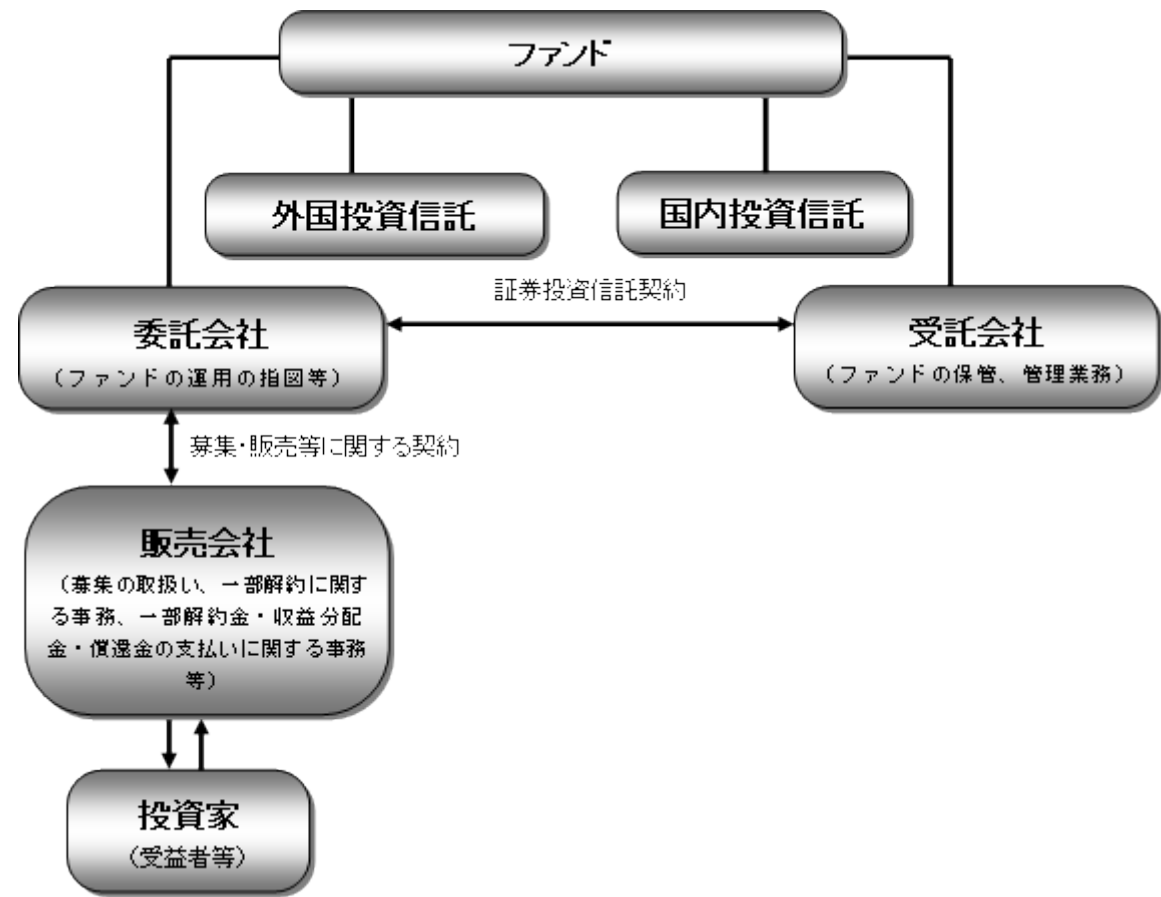 ファンド
外国投資信託
国内投資信託
証券投資信託契約
委託会社
（ファンドの運用の指図等）
受託会社
（ファンドの保管、管理業務）
募集・販売等に関する契約
販売会社
（募集の取扱い、一部解約に関す
る事務、一部解約金・収益分配
金・償還金の支払いに関する事務
等）
投資家
（受益者等）